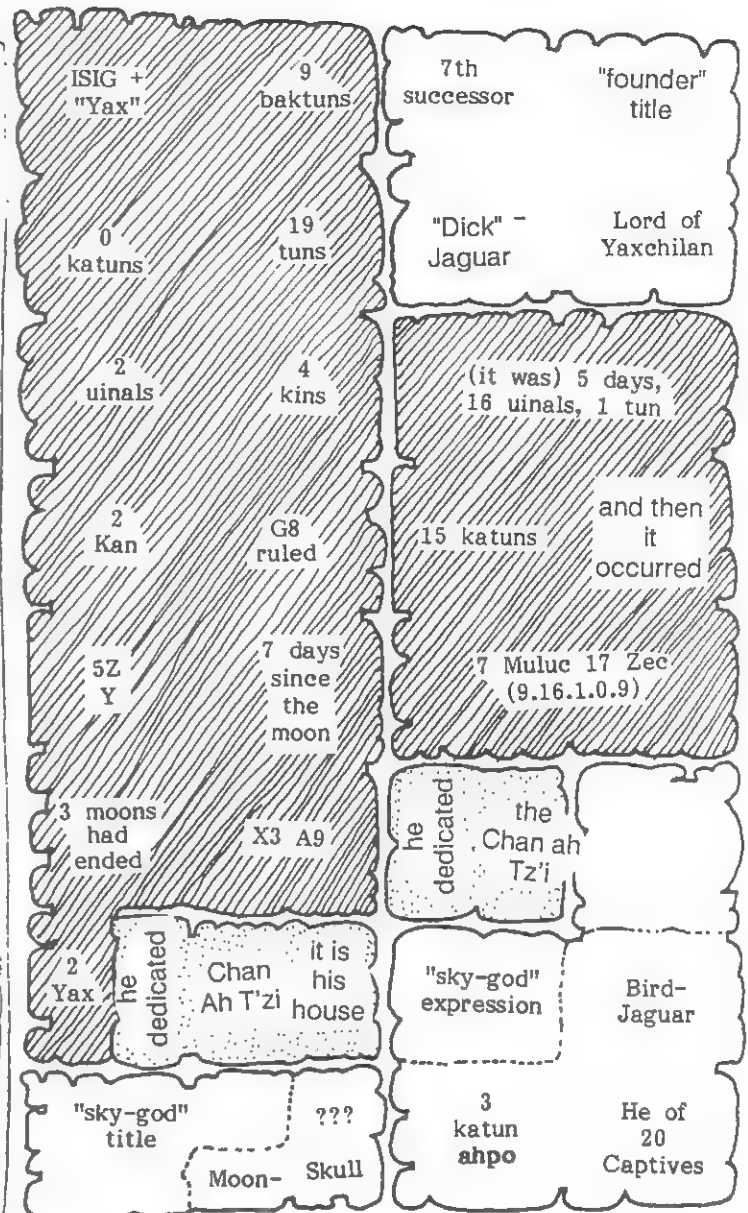 ISIG +
"Yax"
9
baktuns
0
katuns
19
tuns
2
uinals
4
kins
2
Kan
G8
ruled
5Z
Y
7 days
since
the
moon
3 moons
had
ended
X3 A9
2
Yax
he
dedicated
Chan
Ah T'zi
it is
his
house
"sky-god"
title
???
Moon-
Skull
7th
successor
"founder"
title
"Dick" -
Jaguar
Lord of
Yaxchilan
(it was) 5 days,
16 uinals, 1 tun
15 katuns
and then
it
occurred
7 Muluc 17 Zec
(9.16.1.0.9)
he
dedicated
the
Chan ah
Tz'i
"sky-god"
expression
Bird-
Jaguar
3
katun
ahpo
He of
20
Captives